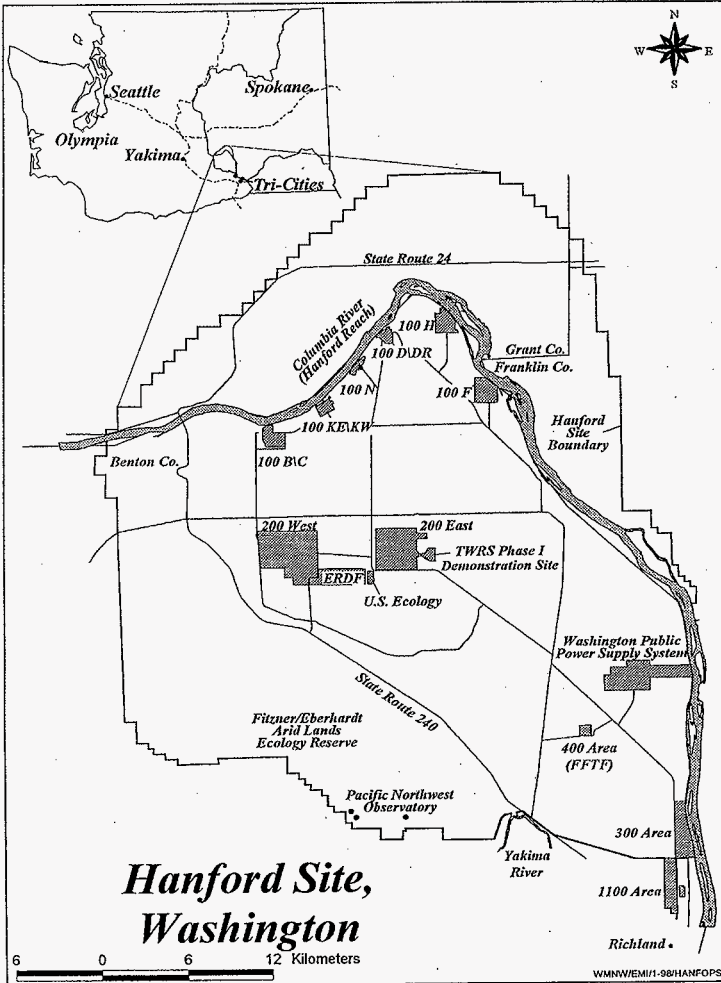 N
W E
S
Seattle
Spokane
Olympia
Yakima
Tri-Cities
State Route 24
Columbia River
(Hanford Reach)
100 H
100 D\DR
Grant Co.
Franklin Co.
100 N
100 F
100 KE\KW
Hanford
Site
Boundary
Benton Co.
100 B\C
200 West
200 East
TWRS Phase I
Demonstration Site
ERDF
U.S. Ecology
Washington Public
Power Supply System
State Route 240
Fitzner/Eberhardt
Arid Lands
Ecology Reserve
400 Area
(FFTF)
Pacific Northwest
Observatory
300 Area
Yakima
River
1100 Area
Hanford Site,
Washington
Richland
6 0 6 12 Kilometers
WMNW/EMI/1-98/HANFOPS